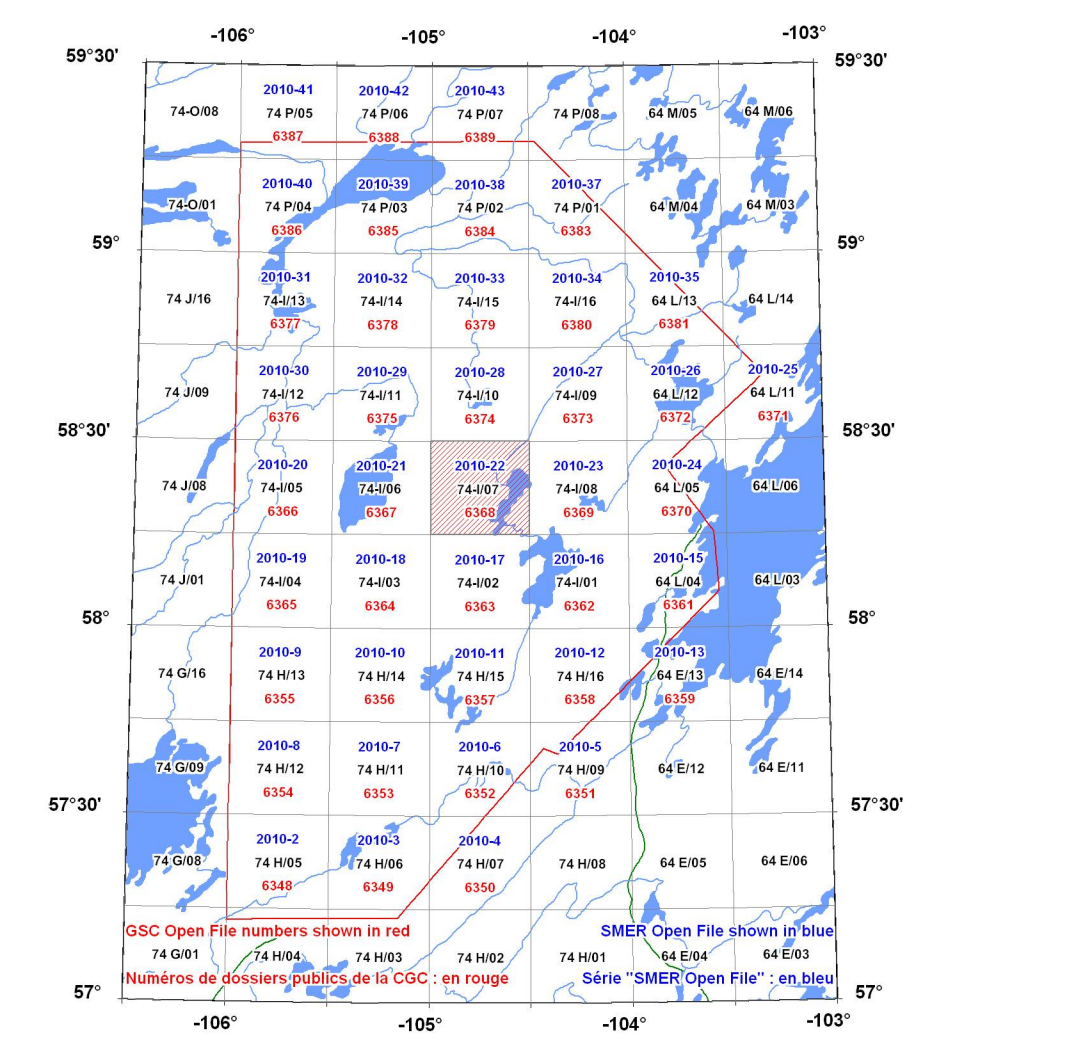 -106° -105° -104° -103°
59°30' 59°30'
2010-41 2010-42 2010-43
74-O/08 74 P/05 74 P/06 74 P/07 74 P/08 64 M/05 64 M/06
6387 6388 6389
2010-40 2010-39 2010-38 2010-37
74-O/01 74 P/04 74 P/03 74 P/02 74 P/01 64 M/04 64 M/03
6386 6385 6384 6383
59° 59°
2010-31 2010-32 2010-33 2010-34 2010-35
74 J/16 74-I/13 74-I/14 74-I/15 74-I/16 64 L/13 64 L/14
6377 6378 6379 6380 6381
2010-30 2010-29 2010-28 2010-27 2010-26 2010-25
74 J/09 74-I/12 74-I/11 74-I/10 74-I/09 64 L/12 64 L/11
6376 6375 6374 6373 6372 6371
58°30' 58°30'
2010-20 2010-21 2010-22 2010-23 2010-24
74 J/08 74-I/05 74-I/06 74-I/07 74-I/08 64 L/05 64 L/06
6366 6367 6368 6369 6370
2010-19 2010-18 2010-17 2010-16 2010-15
74 J/01 74-I/04 74-I/03 74-I/02 74-I/01 64 L/04 64 L/03
6365 6364 6363 6362 6361
58° 58°
2010-9 2010-10 2010-11 2010-12 2010-13
74 G/16 74 H/13 74 H/14 74 H/15 74 H/16 64 E/13 64 E/14
6355 6356 6357 6358 6359
2010-8 2010-7 2010-6 2010-5
74 G/09 74 H/12 74 H/11 74 H/10 74 H/09 64 E/12 64 E/11
6354 6353 6352 6351
57°30' 57°30'
2010-2 2010-3 2010-4
74 G/08 74 H/05 74 H/06 74 H/07 74 H/08 64 E/05 64 E/06
6348 6349 6350
GSC Open File numbers shown in red SMER Open File shown in blue
74 G/01 74 H/04 74 H/03 74 H/02 74 H/01 64 E/04 64 E/03
Numéros de dossiers publics de la CGC : en rouge Série "SMER Open File" : en bleu
57° 57°
-106° -105° -104° -103°